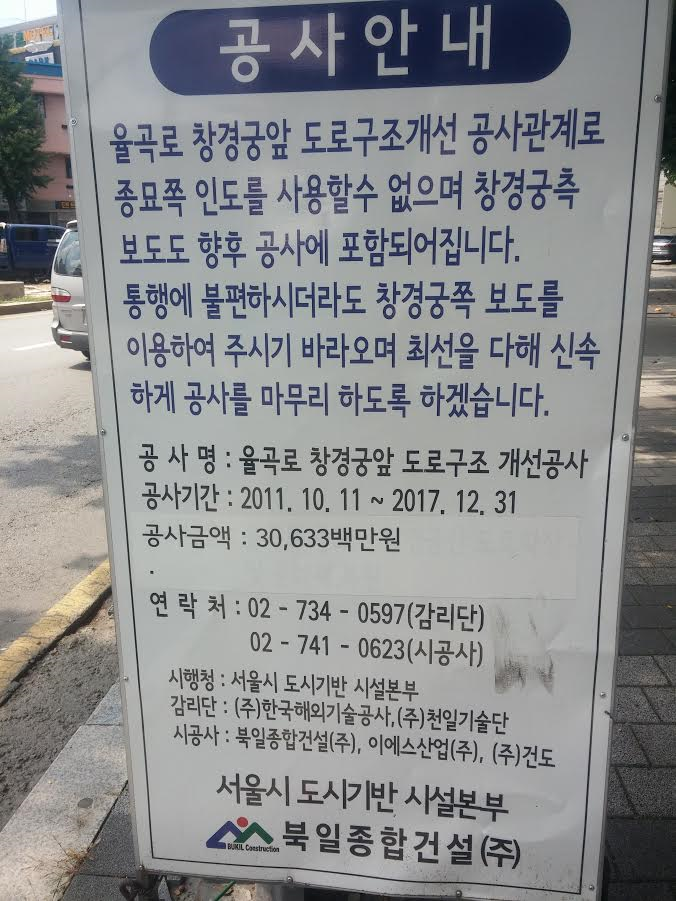 공사안내
율곡로 창경궁앞 도로구조개선 공사관계로
종묘쪽 인도를 사용할수 없으며 창경궁측
보도도 향후 공사에 포함되어집니다.
통행에 불편하시더라도 창경궁쪽 보도를
이용하여 주시기 바라오며 최선을 다해 신속
하게 공사를 마무리 하도록 하겠습니다.
공 사 명 : 율곡로 창경궁앞 도로구조 개선공사
공사기간 : 2011. 10. 11 ~ 2017. 12. 31
공사금액 : 30,633백만원
.
연 락 처 : 02 - 734 - 0597(감리단)
02 - 741 - 0623(시공사)
시행청 : 서울시 도시기반 시설본부
감리단 : (주)한국해외기술공사,(주)천일기술단
시공사 : 북일종합건설(주), 이에스산업(주), (주)건도
서울시 도시기반 시설본부
BUKIL Construction 북일종합건설(주)